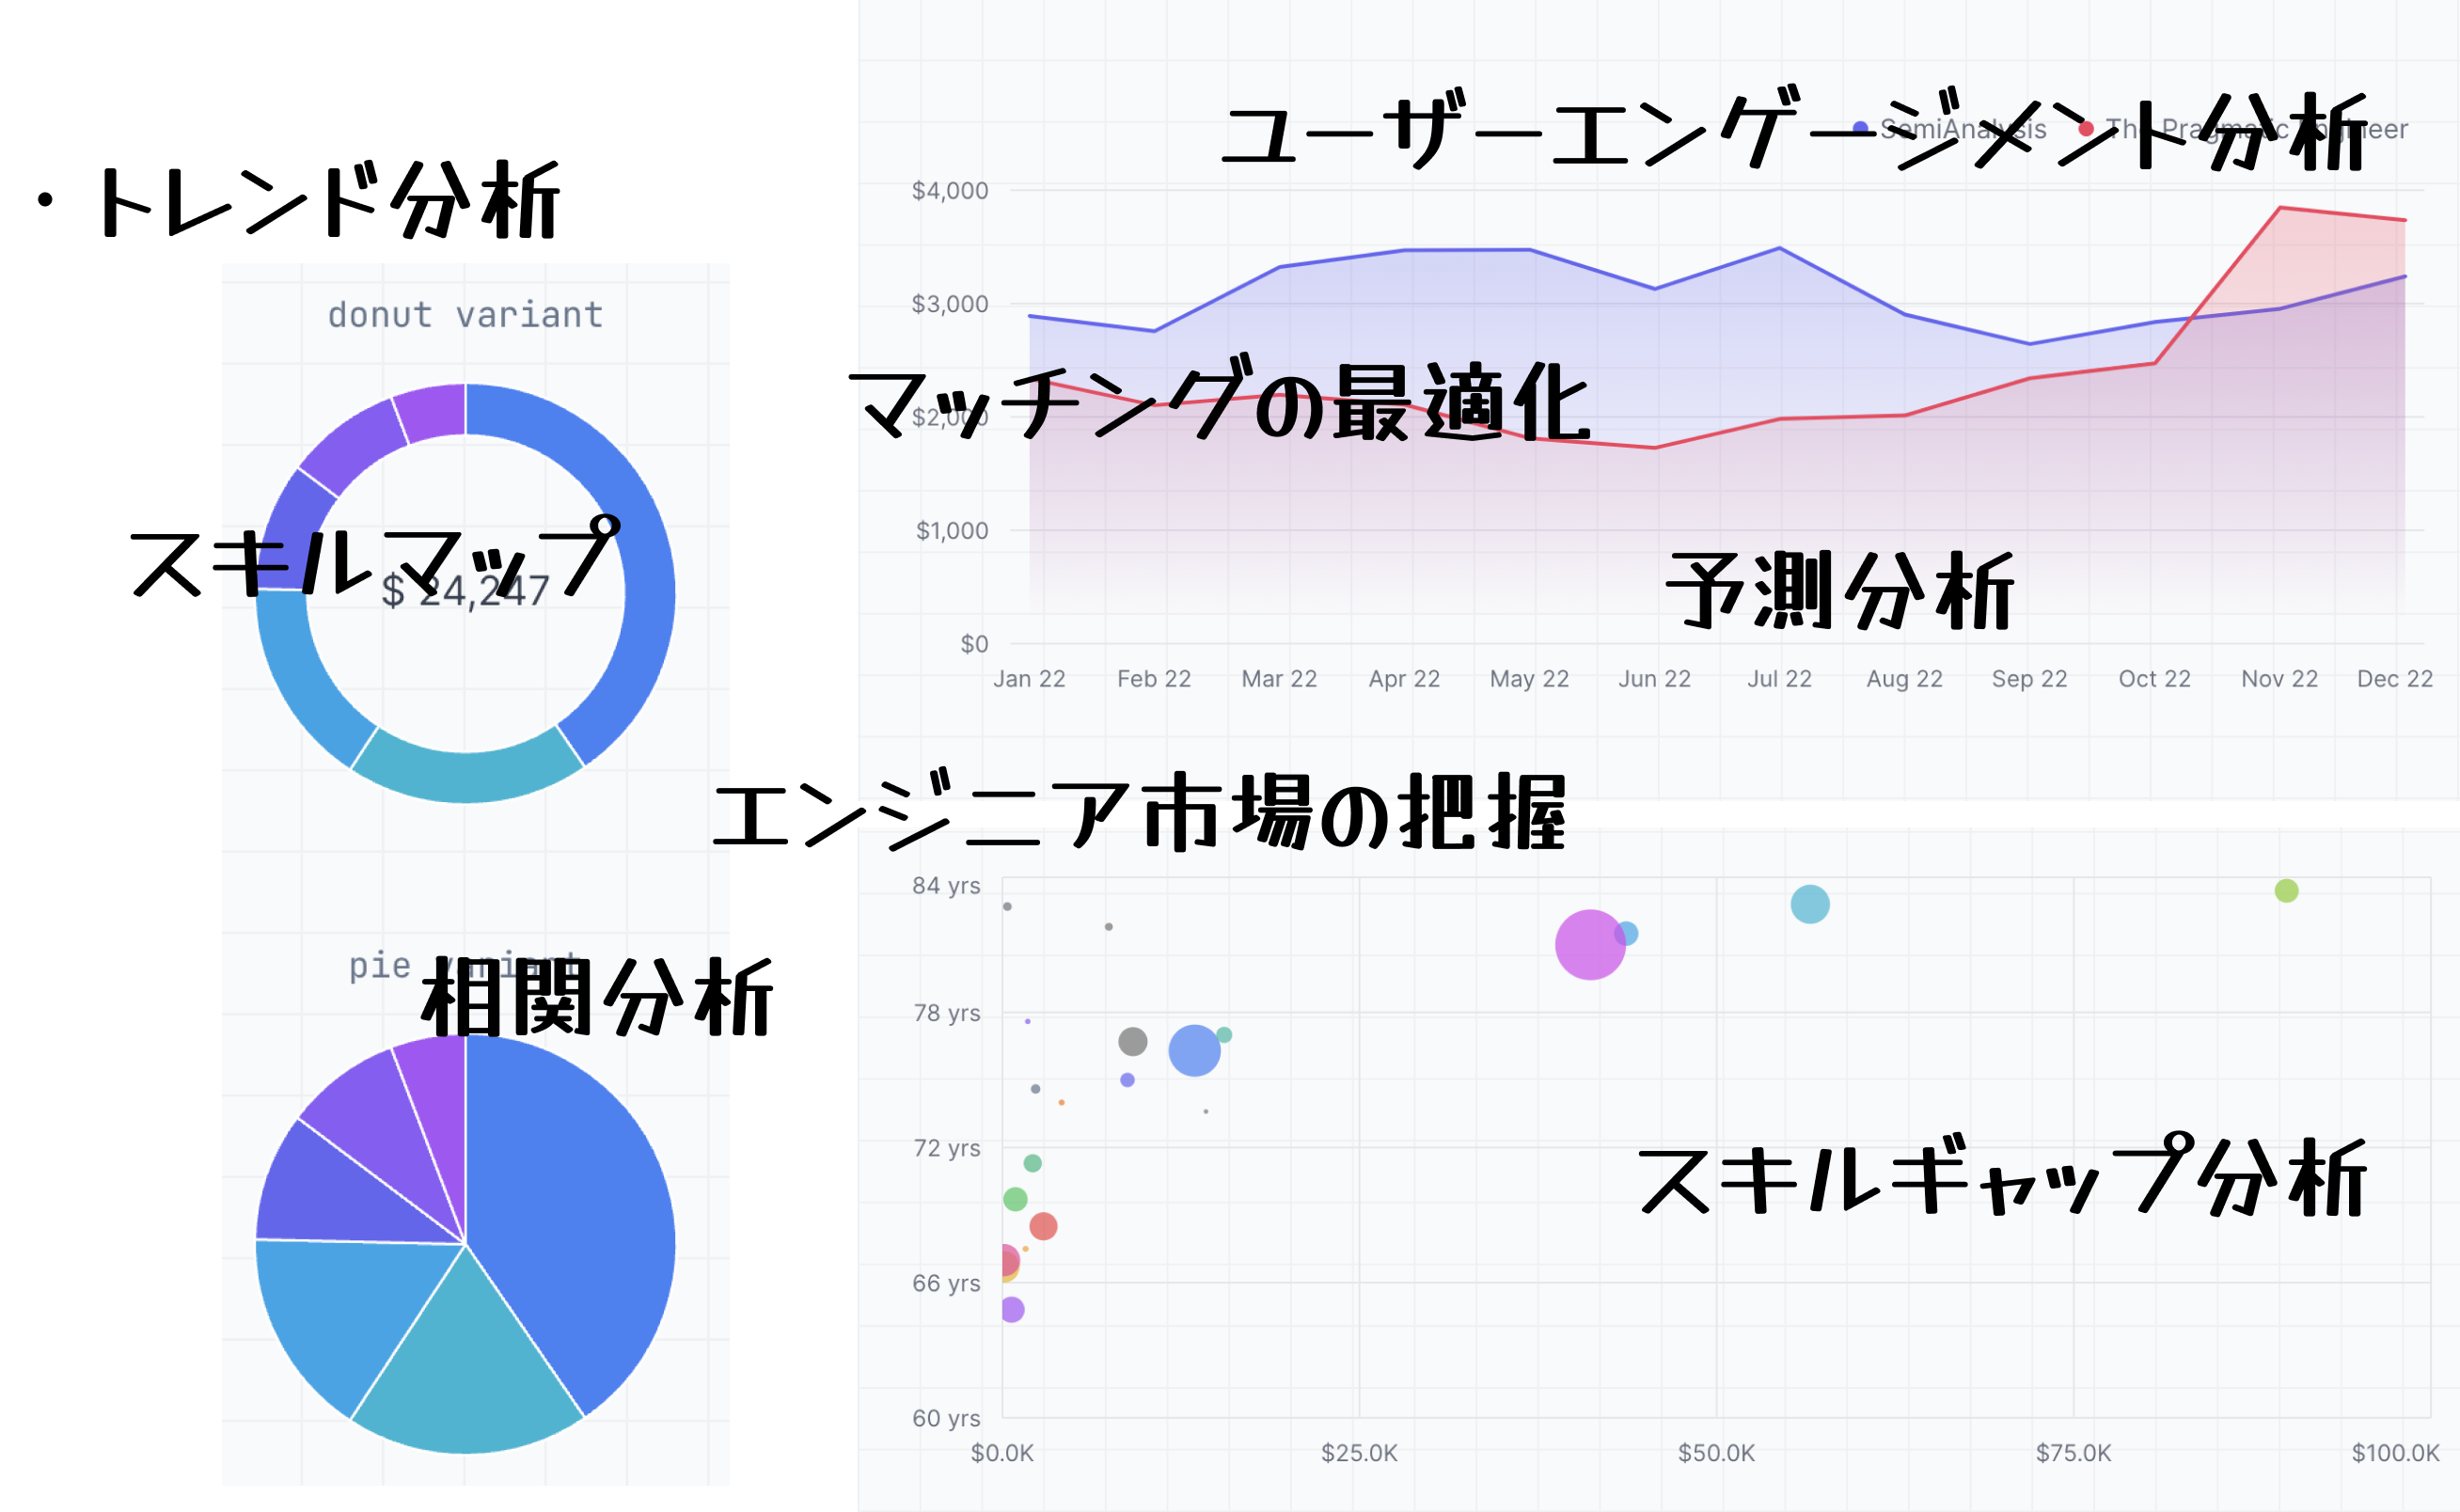 ユーザーエンゲージメント分析
SemiAnalysis The Pragmatic Engineer
・トレンド分析
donut variant
スキルマップ
$ 24,247
$4,000
$3,000
マッチングの最適化
$2,000
$1,000
予測分析
$0
Jan 22 Feb 22 Mar 22 Apr 22 May 22 Jun 22 Jul 22 Aug 22 Sep 22 Oct 22 Nov 22 Dec 22
エンジニア市場の把握
pie variant
相関分析
84 yrs
78 yrs
72 yrs
スキルギャップ分析
66 yrs
60 yrs
$0.0K $25.0K $50.0K $75.0K $100.0K